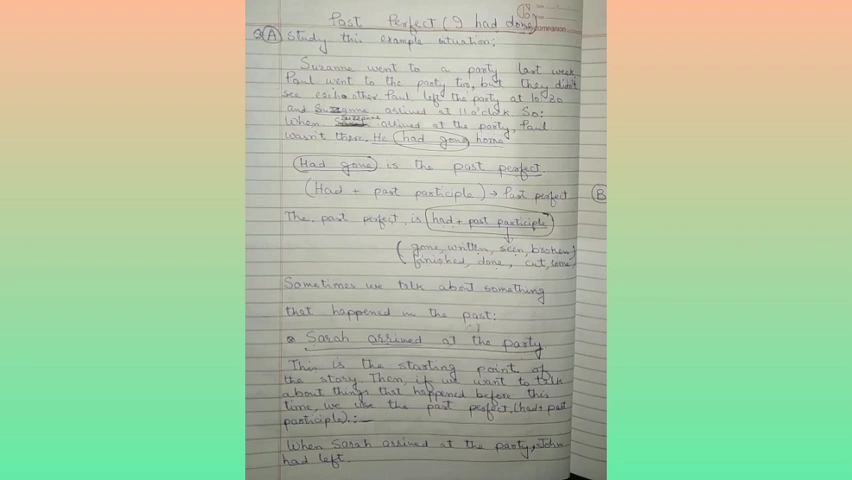 Past Perfect (I had done)
(A) Study this example situation:
Suzanne went to a party last week.
Paul went to the party too, but they didn't
see each other. Paul left the party at 10:30
and Suzanne arrived at 11 o'clock So:
When Suzanne arrived at the party, Paul
wasn't there. He had gone home
(Had gone) is the past perfect.
(Had + past participle) → Past perfect
The past perfect is had + past participle
(gone, written, seen, broken,
finished, done, cut, come)
Sometimes we talk about something
that happened in the past:
Sarah arrived at the party
This is the starting point of
the story. Then, if we want to talk
about things that happened before this
time, we use the past perfect. (had + past
participle):—
When Sarah arrived at the party, John
had left.
B